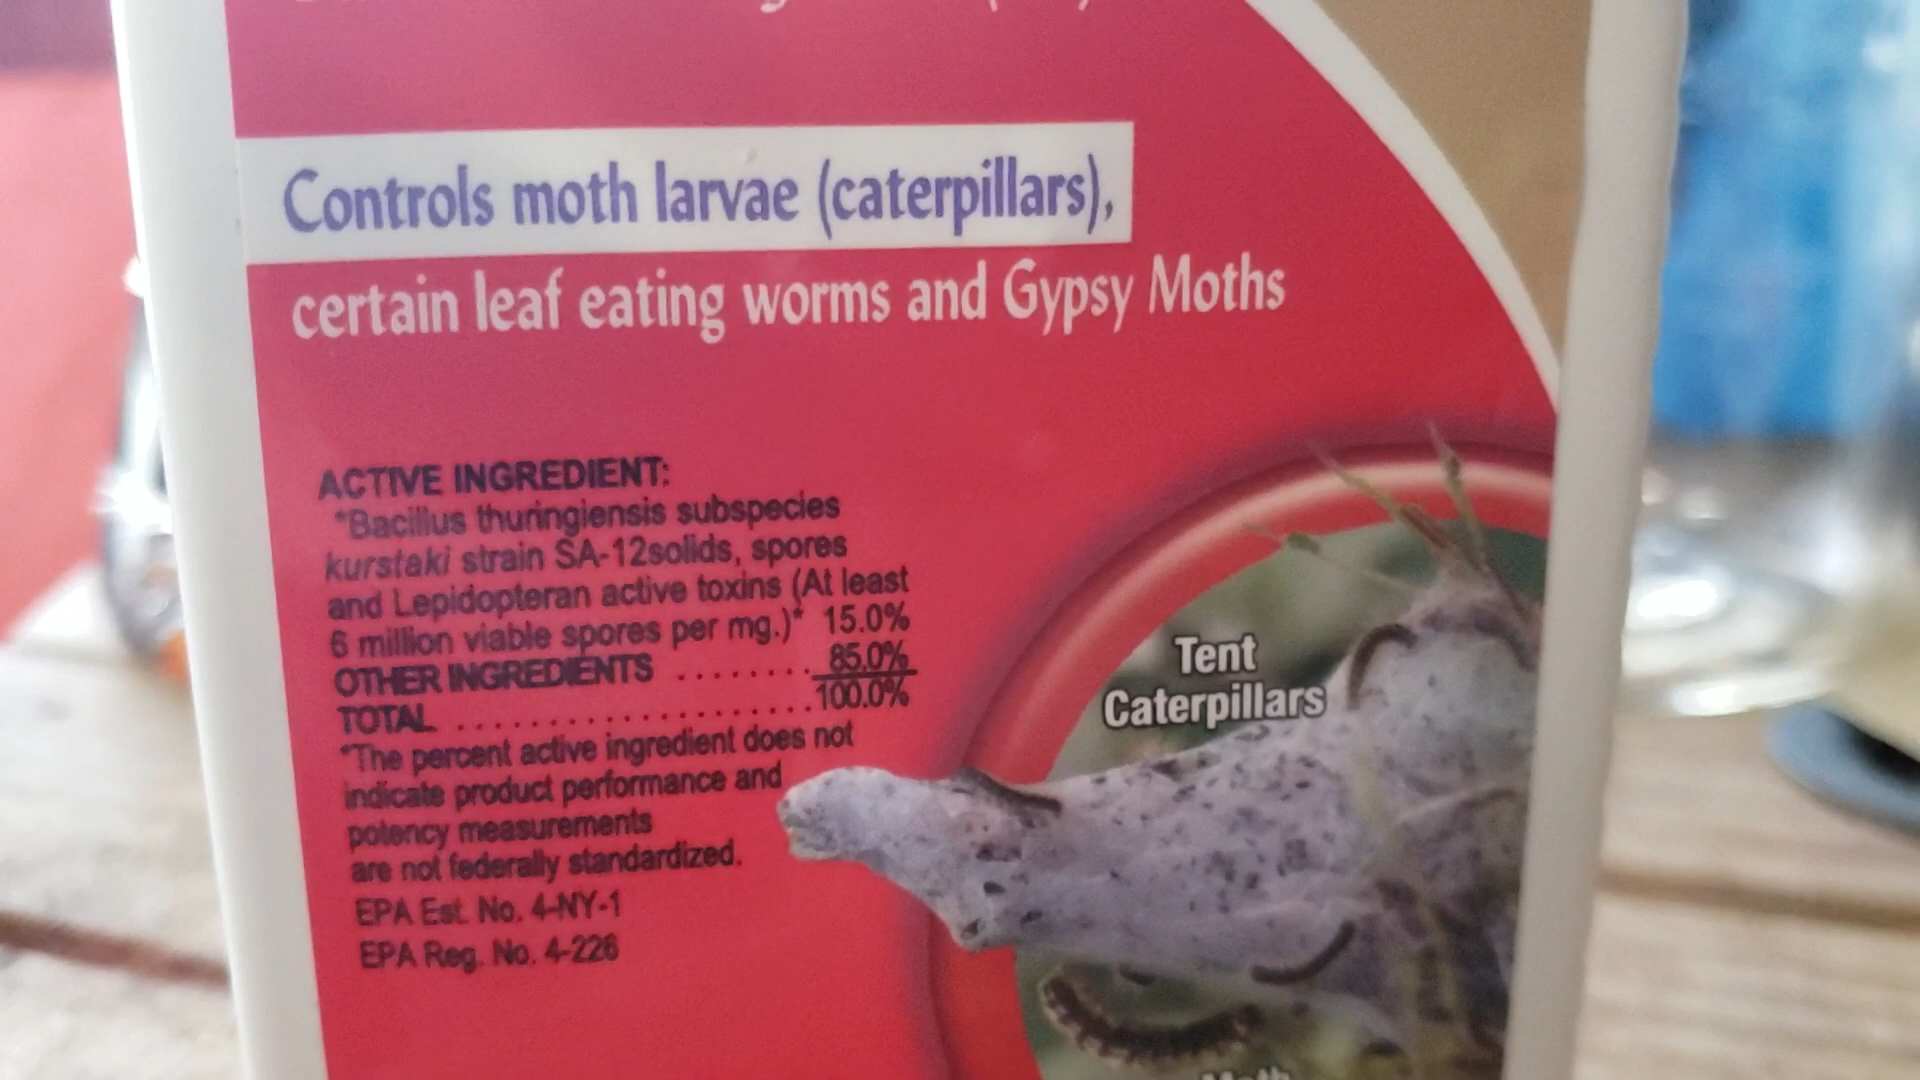 Controls moth larvae (caterpillars),
certain leaf eating worms and Gypsy Moths
ACTIVE INGREDIENT:
*Bacillus thuringiensis subspecies
kurstaki strain SA-12solids, spores
and Lepidopteran active toxins (At least
6 million viable spores per mg.)* 15.0%
OTHER INGREDIENTS ........ 85.0%
TOTAL ..................... 100.0%
*The percent active ingredient does not
indicate product performance and
potency measurements
are not federally standardized.
EPA Est. No. 4-NY-1
EPA Reg. No. 4-226
Tent
Caterpillars
Moth